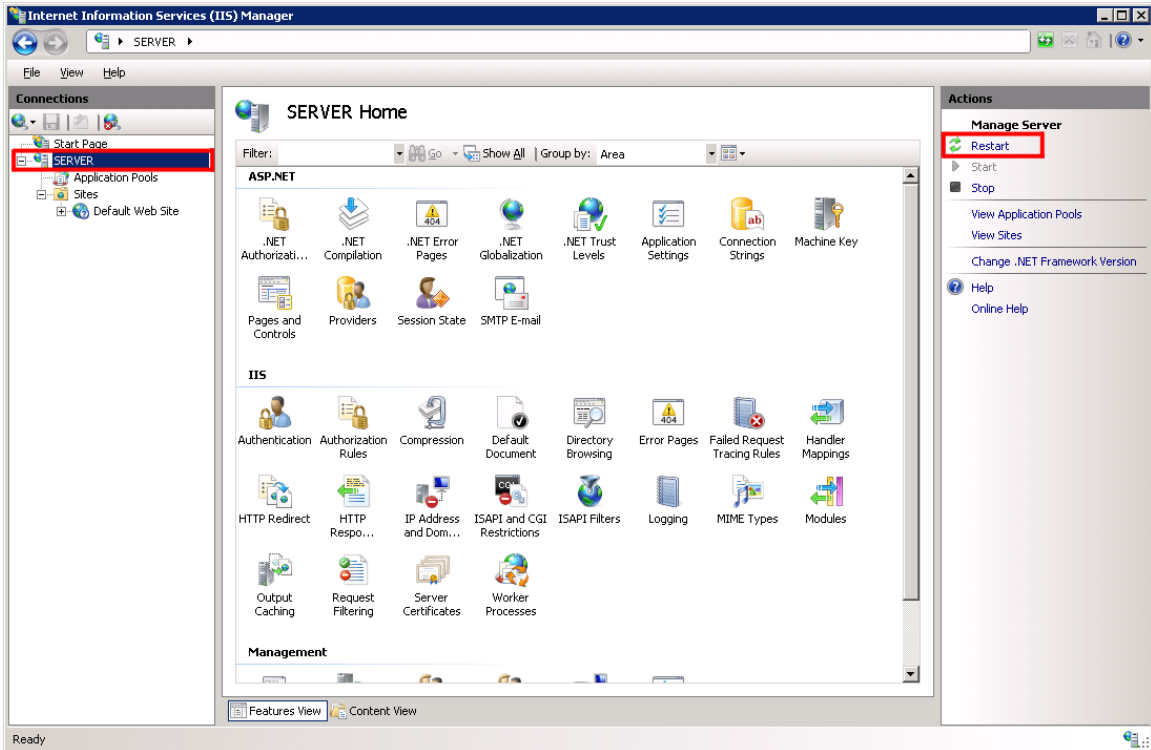 Internet Information Services (IIS) Manager
SERVER
File View Help
Connections
Start Page
SERVER
Application Pools
Sites
Default Web Site
SERVER Home
Filter: Go Show All Group by: Area
ASP.NET
.NET Authorizati...
.NET Compilation
.NET Error Pages
.NET Globalization
.NET Trust Levels
Application Settings
Connection Strings
Machine Key
Pages and Controls
Providers
Session State
SMTP E-mail
IIS
Authentication
Authorization Rules
Compression
Default Document
Directory Browsing
Error Pages
Failed Request Tracing Rules
Handler Mappings
HTTP Redirect
HTTP Respo...
IP Address and Dom...
ISAPI and CGI Restrictions
ISAPI Filters
Logging
MIME Types
Modules
Output Caching
Request Filtering
Server Certificates
Worker Processes
Management
Features View
Content View
Actions
Manage Server
Restart
Start
Stop
View Application Pools
View Sites
Change .NET Framework Version
Help
Online Help
Ready
404
ab
404
CGI